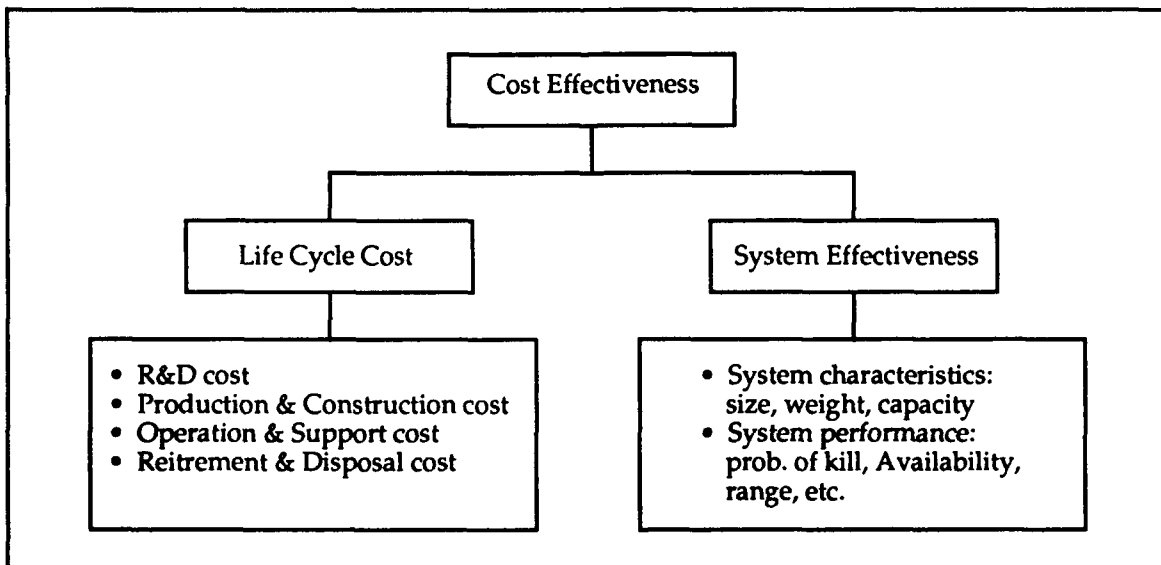 Cost Effectiveness
Life Cycle Cost
System Effectiveness
• R&D cost
• Production & Construction cost
• Operation & Support cost
• Reitrement & Disposal cost
• System characteristics:
size, weight, capacity
• System performance:
prob. of kill, Availability,
range, etc.